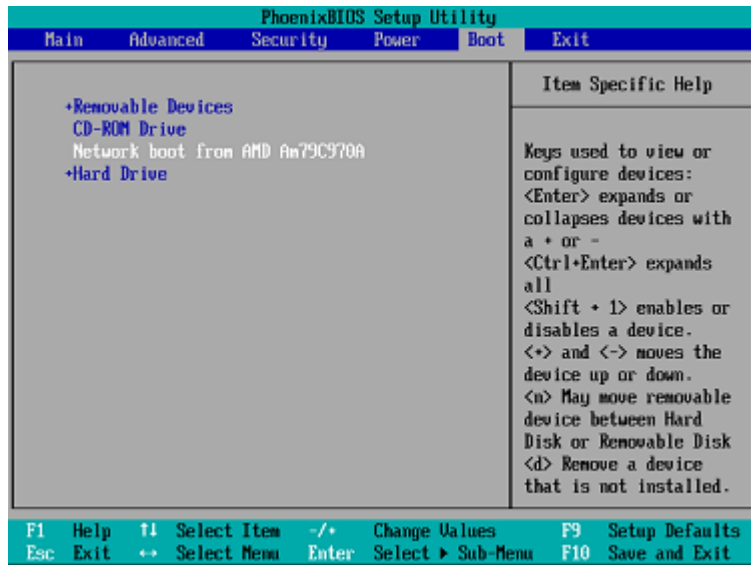 PhoenixBIOS Setup Utility
Main Advanced Security Power Boot Exit
+Removable Devices
CD-ROM Drive
Network boot from AMD Am79C970A
+Hard Drive
Item Specific Help
Keys used to view or
configure devices:
<Enter> expands or
collapses devices with
a + or -
<Ctrl+Enter> expands
all
<Shift + 1> enables or
disables a device.
<+> and <-> moves the
device up or down.
<n> May move removable
device between Hard
Disk or Removable Disk
<d> Remove a device
that is not installed.
F1 Help ↑↓ Select Item -/+ Change Values F9 Setup Defaults
Esc Exit ↔ Select Menu Enter Select ▶ Sub-Menu F10 Save and Exit